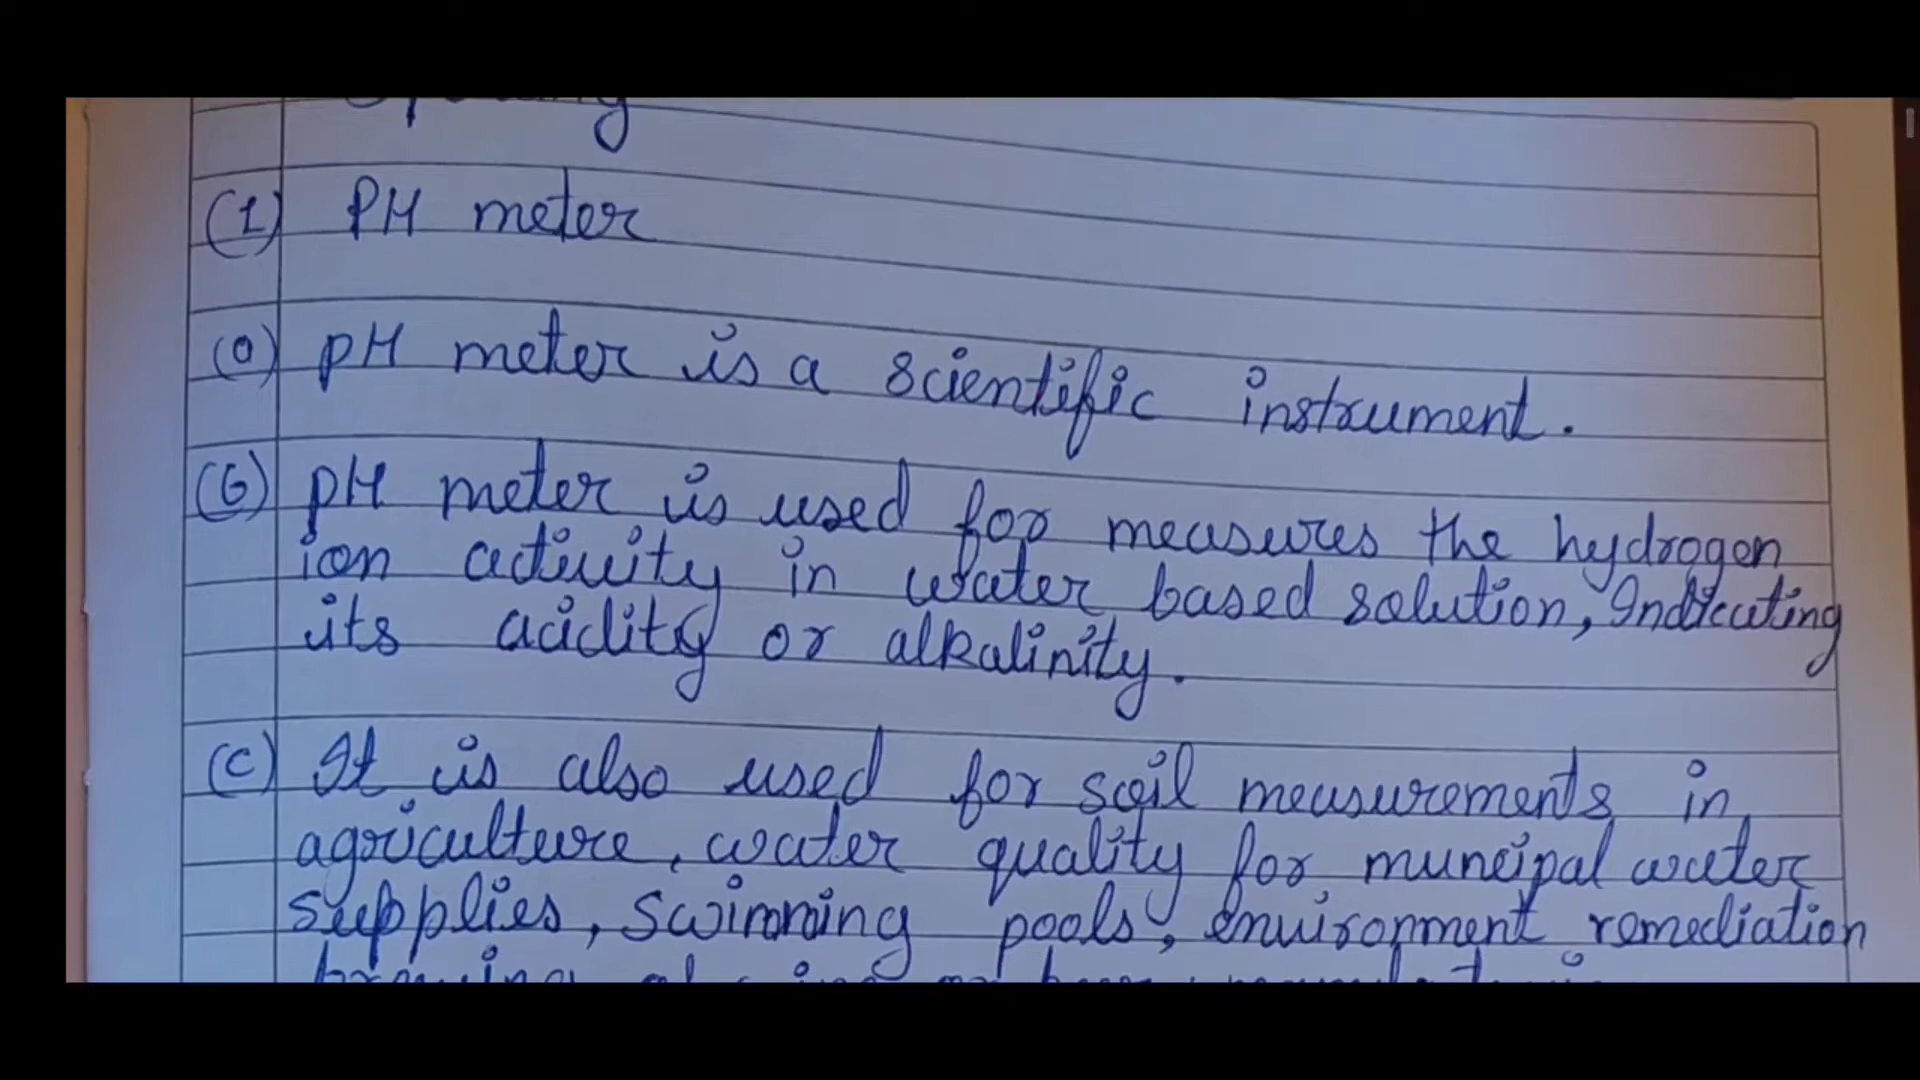 (1) PH meter
(a) pH meter is a scientific instrument.
(b) pH meter is used for measures the hydrogen
ion activity in water based solution, Indicating
its acidity or alkalinity.
(c) It is also used for soil measurements in
agriculture, water quality for muncipal water
supplies, swimming pools, environment remediation